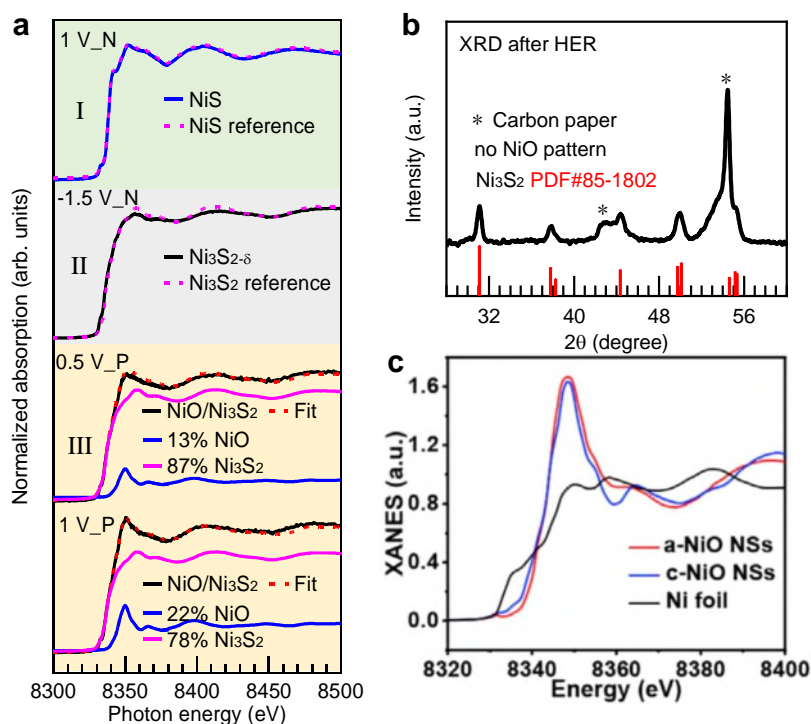 a
1 V_N
I
NiS
NiS reference
-1.5 V_N
II
Ni₃S₂-δ
Ni₃S₂ reference
0.5 V_P
NiO/Ni₃S₂ Fit
III
13% NiO
87% Ni₃S₂
1 V_P
NiO/Ni₃S₂ Fit
22% NiO
78% Ni₃S₂
8300 8350 8400 8450 8500
Photon energy (eV)
Normalized absorption (arb. units)
b
XRD after HER
*
* Carbon paper
no NiO pattern
Ni₃S₂ PDF#85-1802
*
32 40 48 56
2θ (degree)
Intensity (a.u.)
c
1.6
1.2
0.8
0.4
0.0
a-NiO NSs
c-NiO NSs
Ni foil
8320 8340 8360 8380 8400
Energy (eV)
XANES (a.u.)